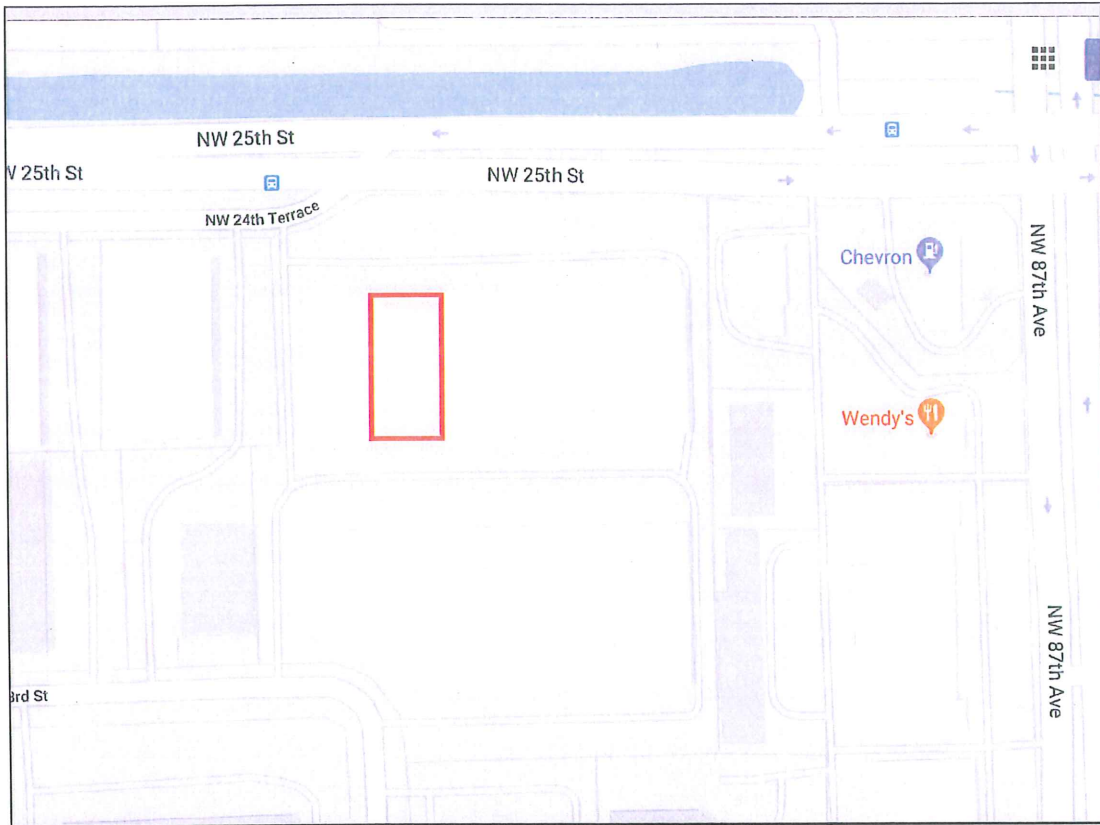 NW 25th St
W 25th St
NW 25th St
NW 24th Terrace
Chevron
NW 87th Ave
Wendy's
NW 87th Ave
3rd St